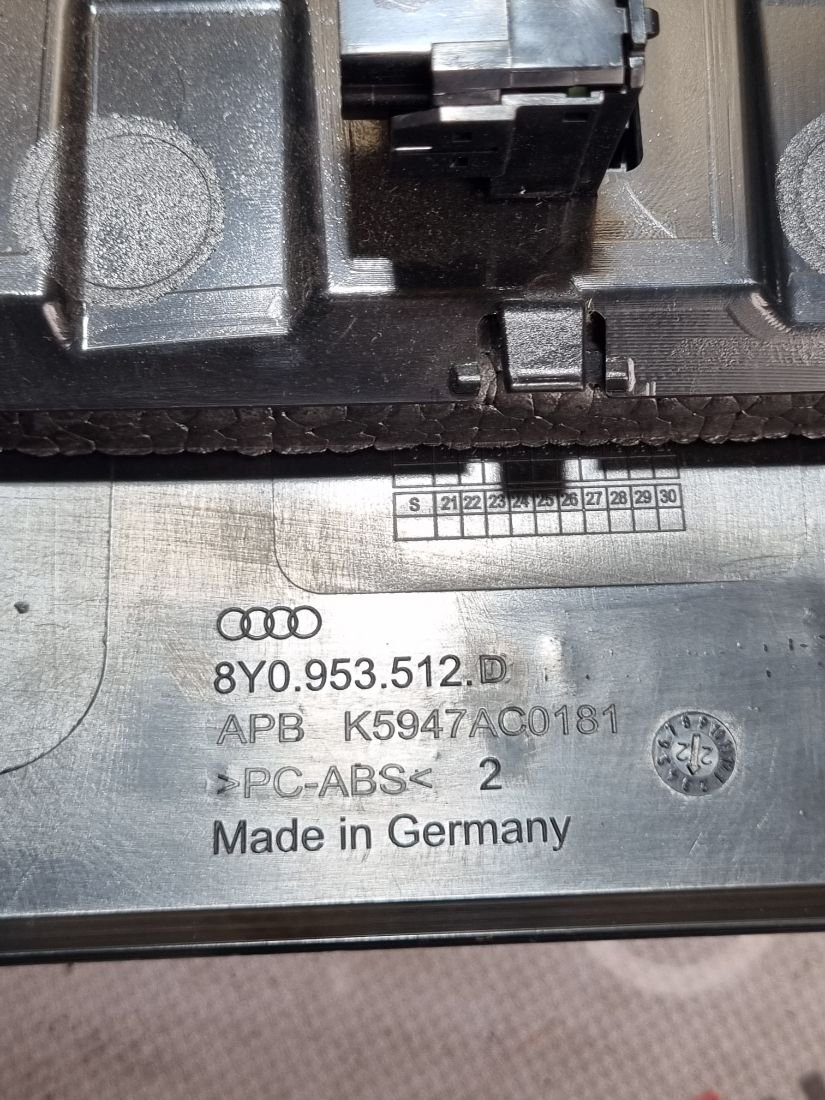 S 21 22 23 24 25 26 27 28 29 30
8Y0.953.512.D
APB K5947AC0181
>PC-ABS< 2
Made in Germany